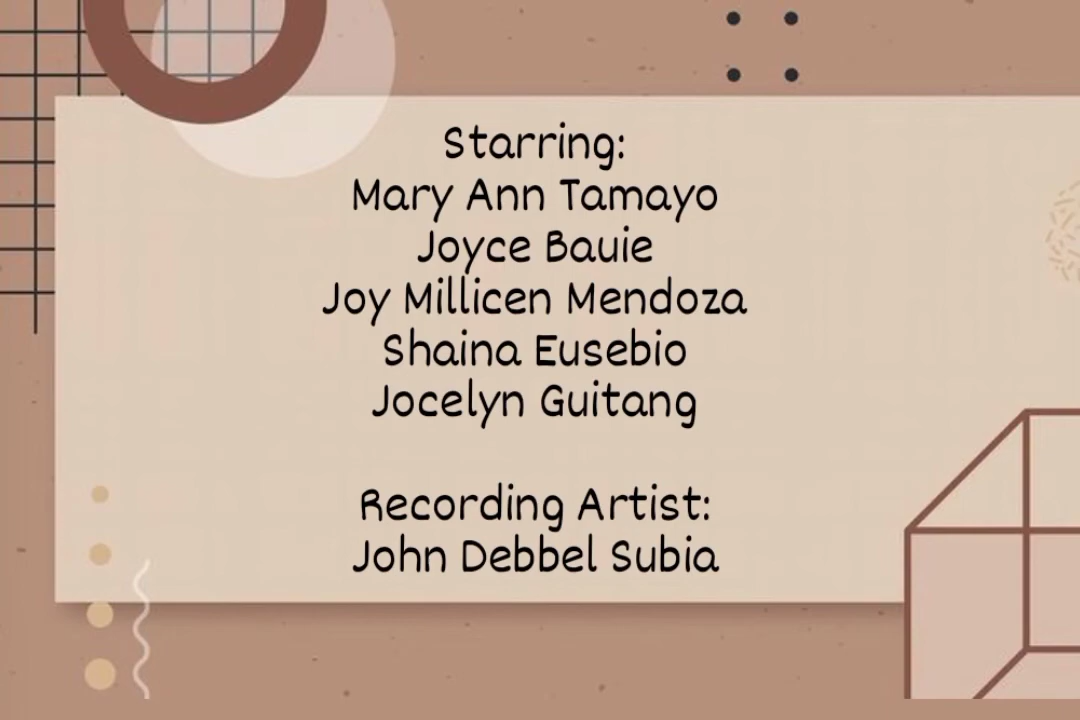 Starring:
Mary Ann Tamayo
Joyce Bauie
Joy Millicen Mendoza
Shaina Eusebio
Jocelyn Guitang
Recording Artist:
John Debbel Subia